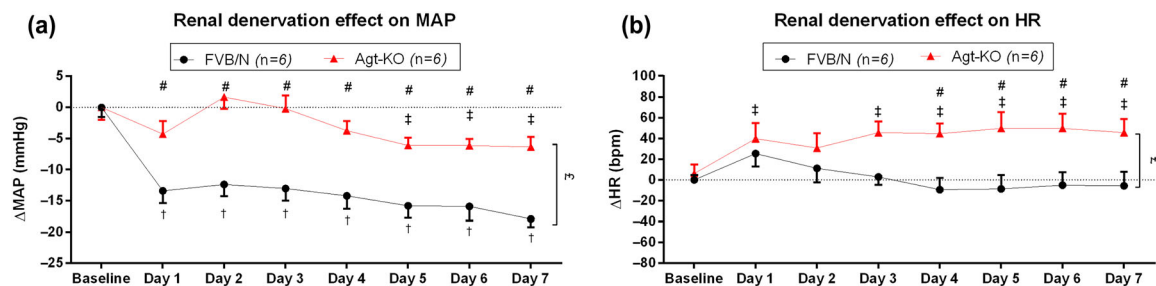 (a)
Renal denervation effect on MAP
FVB/N (n=6) Agt-KO (n=6)
5
0
−5
−10
−15
−20
−25
ΔMAP (mmHg)
# # # # # # #
‡ ‡ ‡
† † † † † † †
Baseline Day 1 Day 2 Day 3 Day 4 Day 5 Day 6 Day 7
(b)
Renal denervation effect on HR
FVB/N (n=6) Agt-KO (n=6)
100
80
60
40
20
0
−20
−40
−60
−80
ΔHR (bpm)
# # # #
‡ ‡ ‡ ‡ ‡ ‡
Baseline Day 1 Day 2 Day 3 Day 4 Day 5 Day 6 Day 7